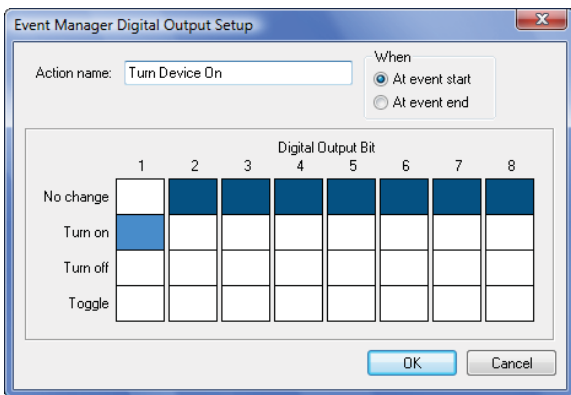 Event Manager Digital Output Setup
When
Action name: Turn Device On
At event start
At event end
Digital Output Bit
1 2 3 4 5 6 7 8
No change
Turn on
Turn off
Toggle
OK Cancel